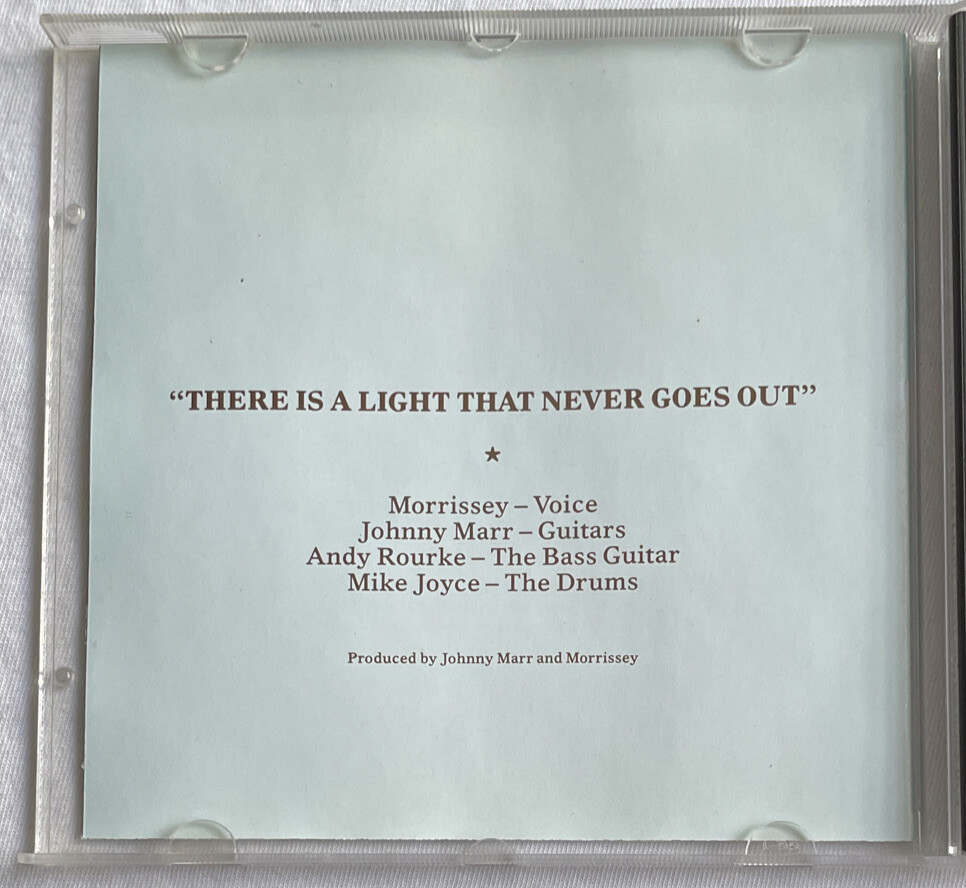 “THERE IS A LIGHT THAT NEVER GOES OUT”
Morrissey – Voice
Johnny Marr – Guitars
Andy Rourke – The Bass Guitar
Mike Joyce – The Drums
Produced by Johnny Marr and Morrissey